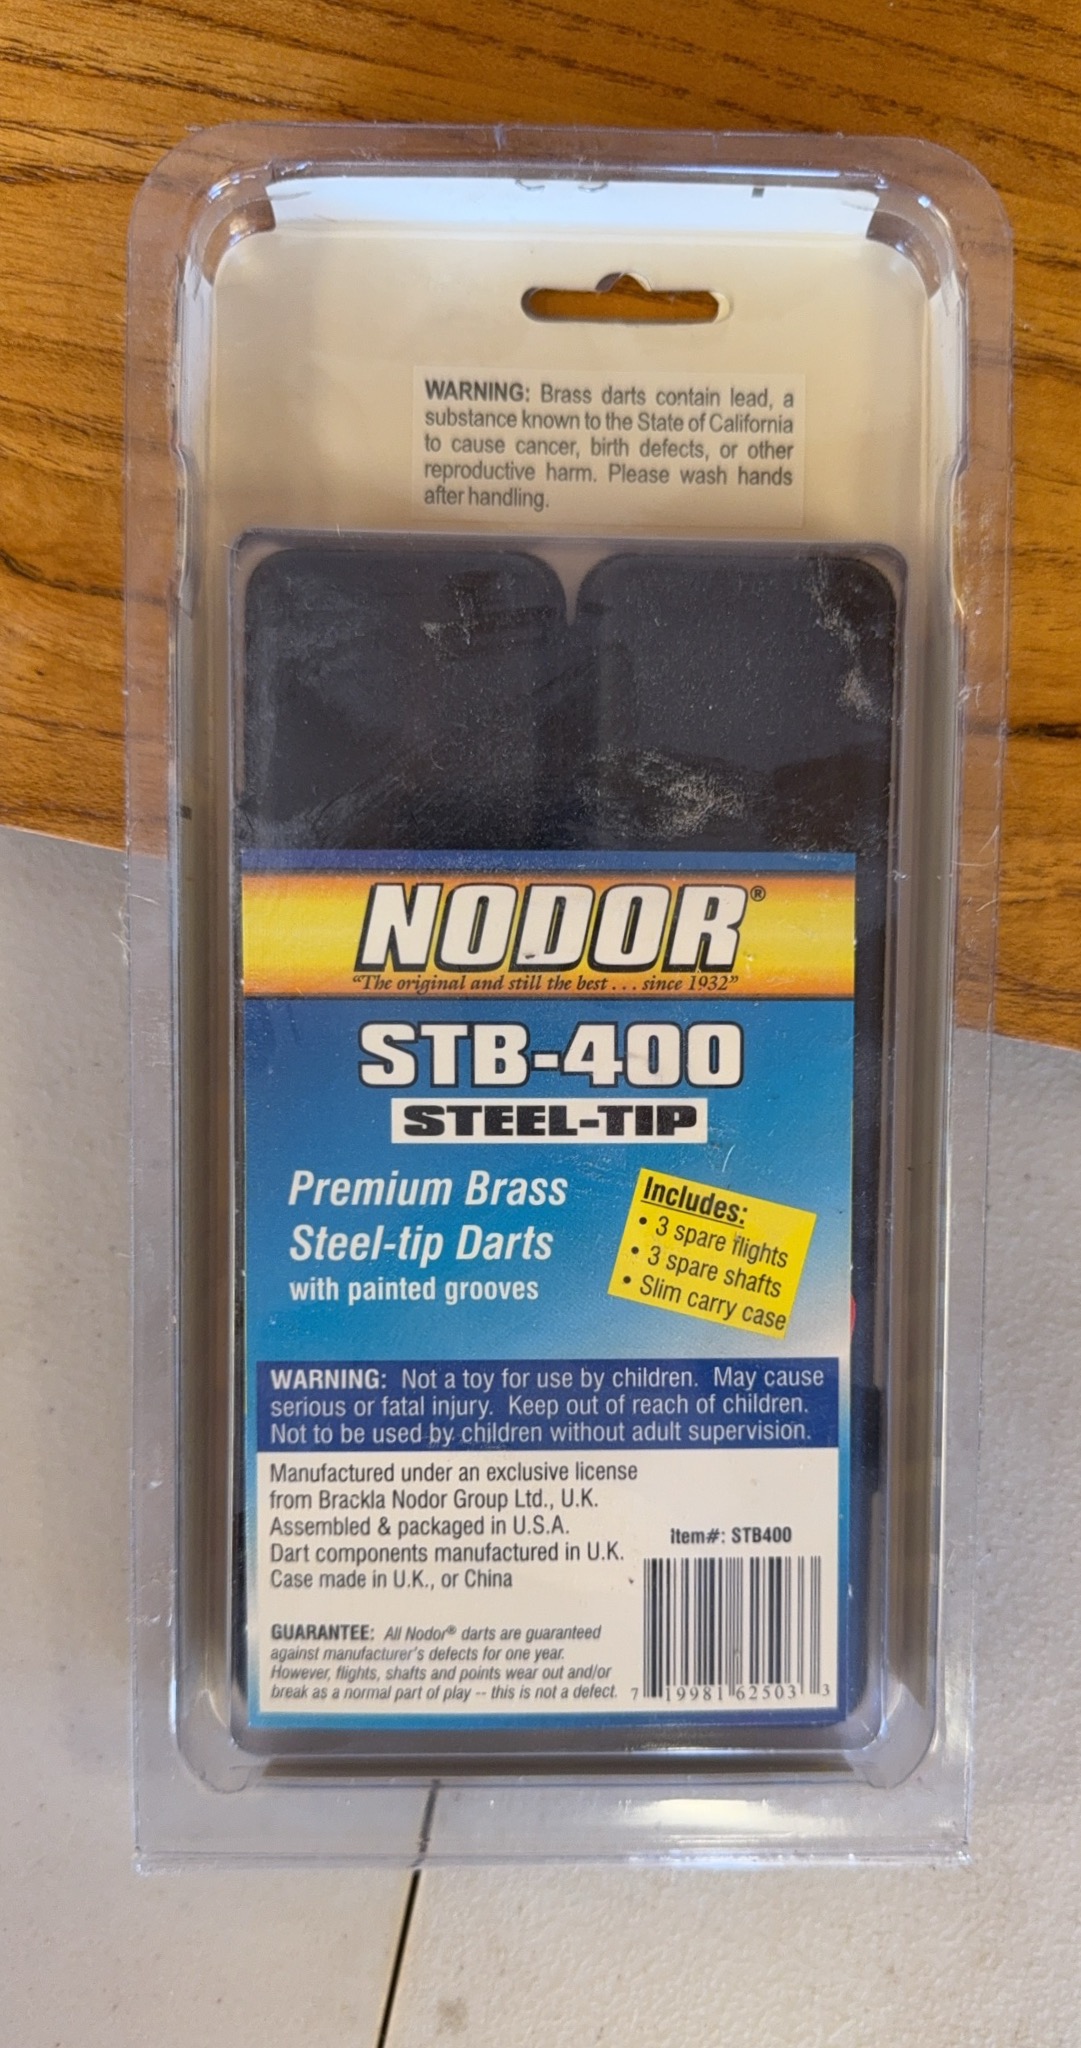 WARNING: Brass darts contain lead, a
substance known to the State of California
to cause cancer, birth defects, or other
reproductive harm. Please wash hands
after handling.
NODOR®
“The original and still the best . . . since 1932”
STB-400
STEEL-TIP
Premium Brass
Steel-tip Darts
with painted grooves
Includes:
• 3 spare flights
• 3 spare shafts
• Slim carry case
WARNING: Not a toy for use by children. May cause
serious or fatal injury. Keep out of reach of children.
Not to be used by children without adult supervision.
Manufactured under an exclusive license
from Brackla Nodor Group Ltd., U.K.
Assembled & packaged in U.S.A.
Dart components manufactured in U.K.
Case made in U.K., or China
Item#: STB400
GUARANTEE: All Nodor® darts are guaranteed
against manufacturer's defects for one year.
However, flights, shafts and points wear out and/or
break as a normal part of play -- this is not a defect.
7 19981 62503 3